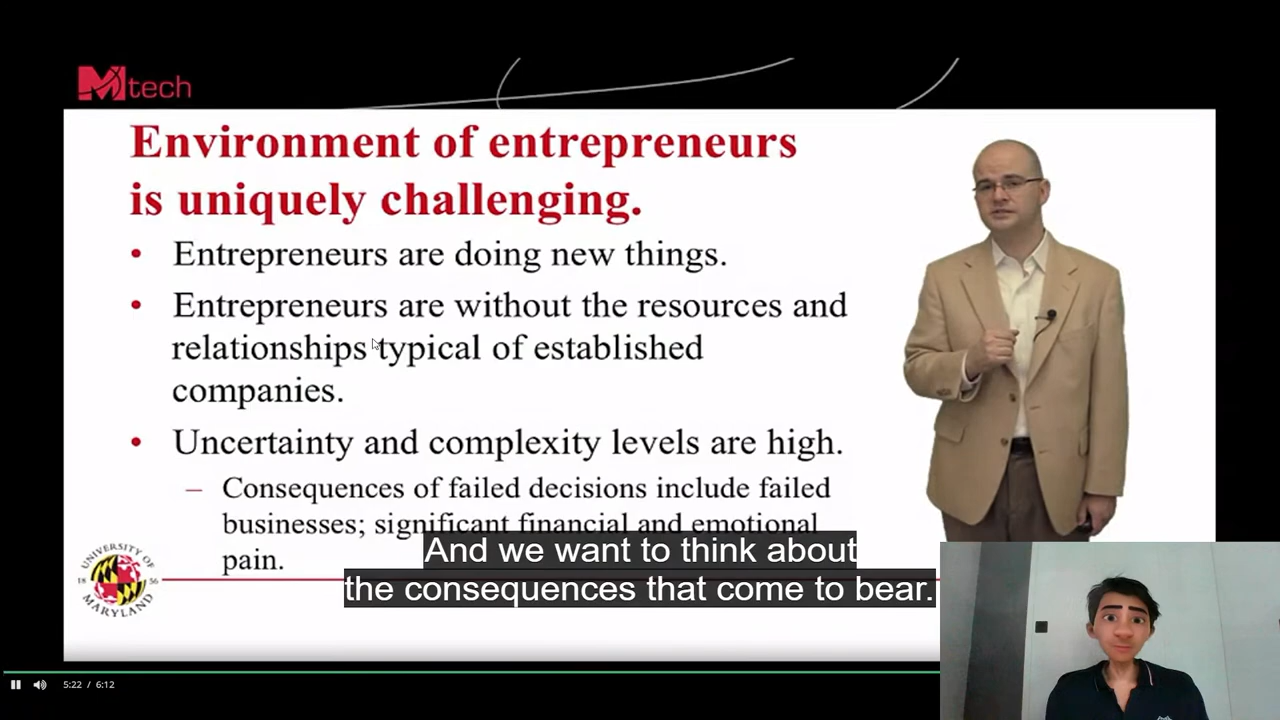 Mtech
Environment of entrepreneurs
is uniquely challenging.
• Entrepreneurs are doing new things.
• Entrepreneurs are without the resources and
relationships typical of established
companies.
• Uncertainty and complexity levels are high.
– Consequences of failed decisions include failed
businesses; significant financial and emotional
pain.
And we want to think about
the consequences that come to bear.
UNIVERSITY OF
18 56
MARYLAND
5:22 / 6:12